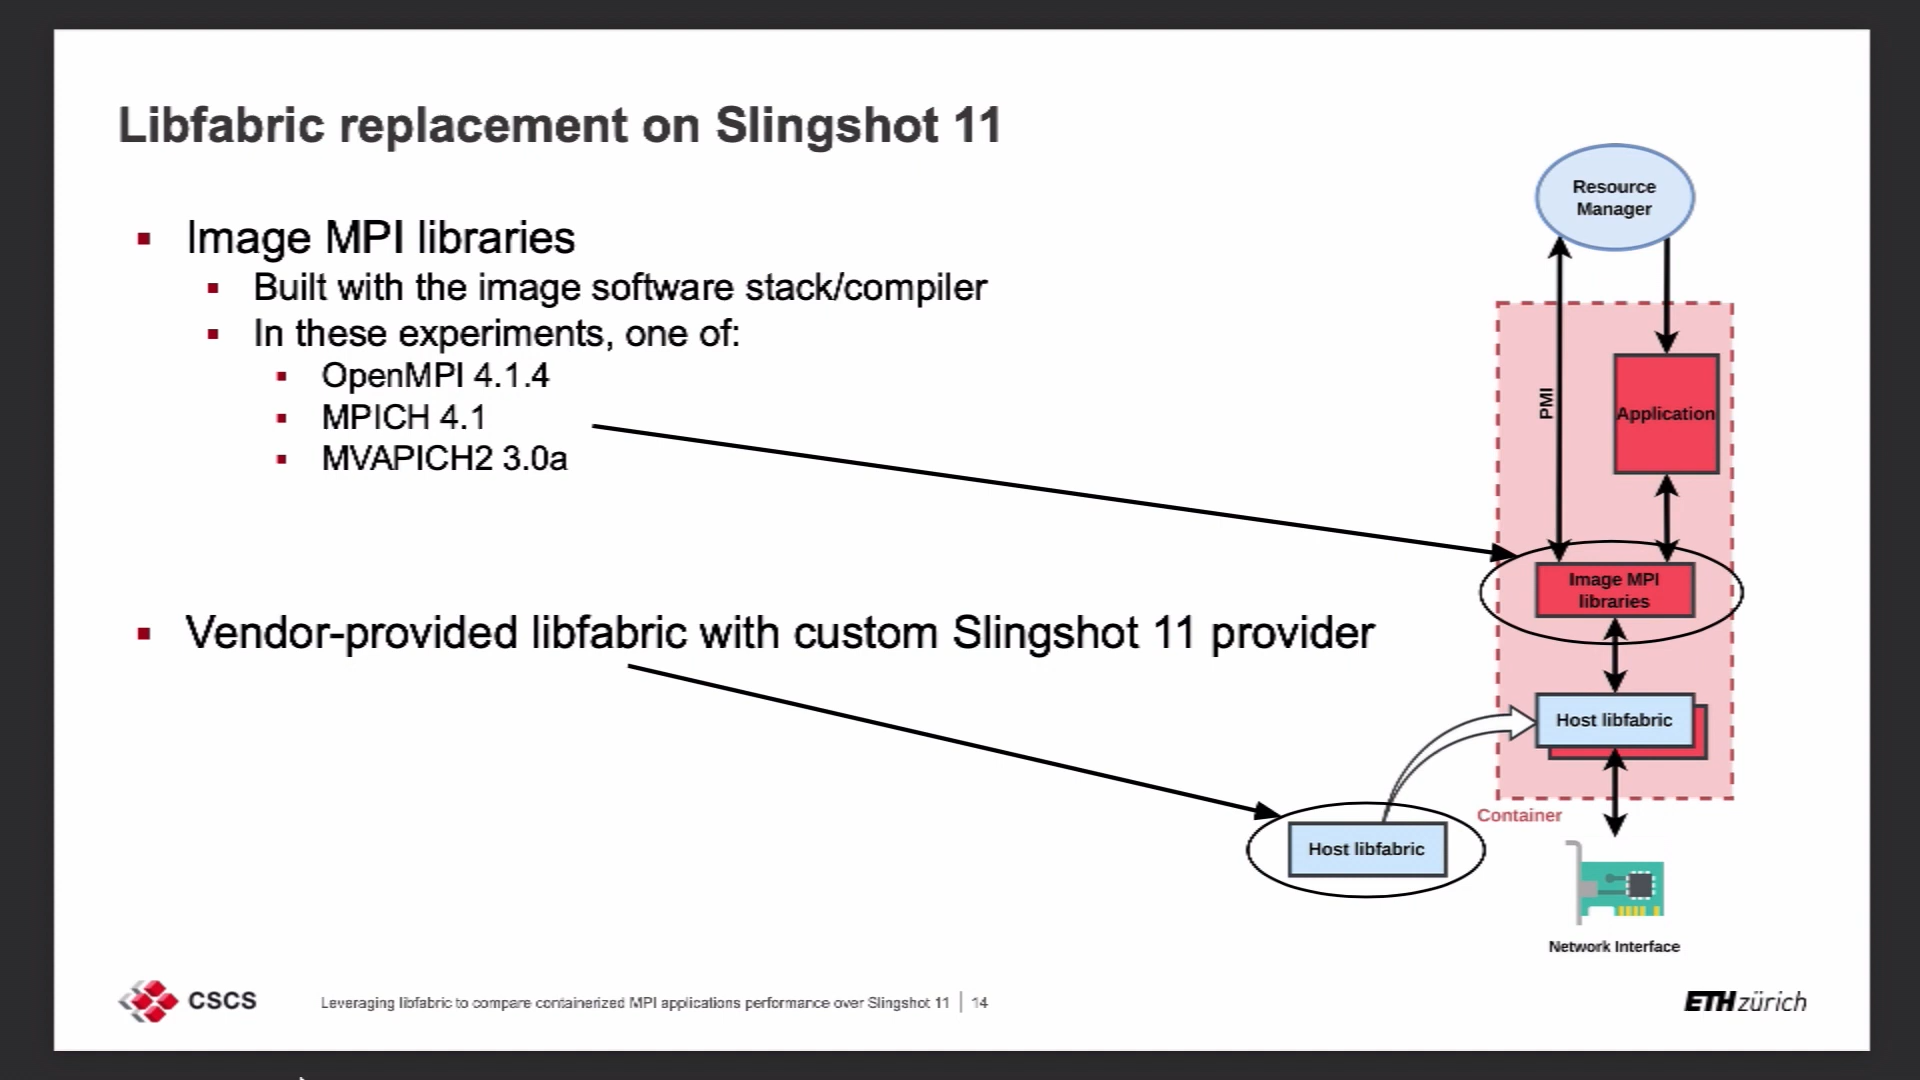 Libfabric replacement on Slingshot 11
Image MPI libraries
Built with the image software stack/compiler
In these experiments, one of:
OpenMPI 4.1.4
MPICH 4.1
MVAPICH2 3.0a
Vendor-provided libfabric with custom Slingshot 11 provider
Resource
Manager
PMI
Application
Image MPI
libraries
Host libfabric
Container
Host libfabric
Network Interface
CSCS
Leveraging libfabric to compare containerized MPI applications performance over Slingshot 11 | 14
ETH zürich